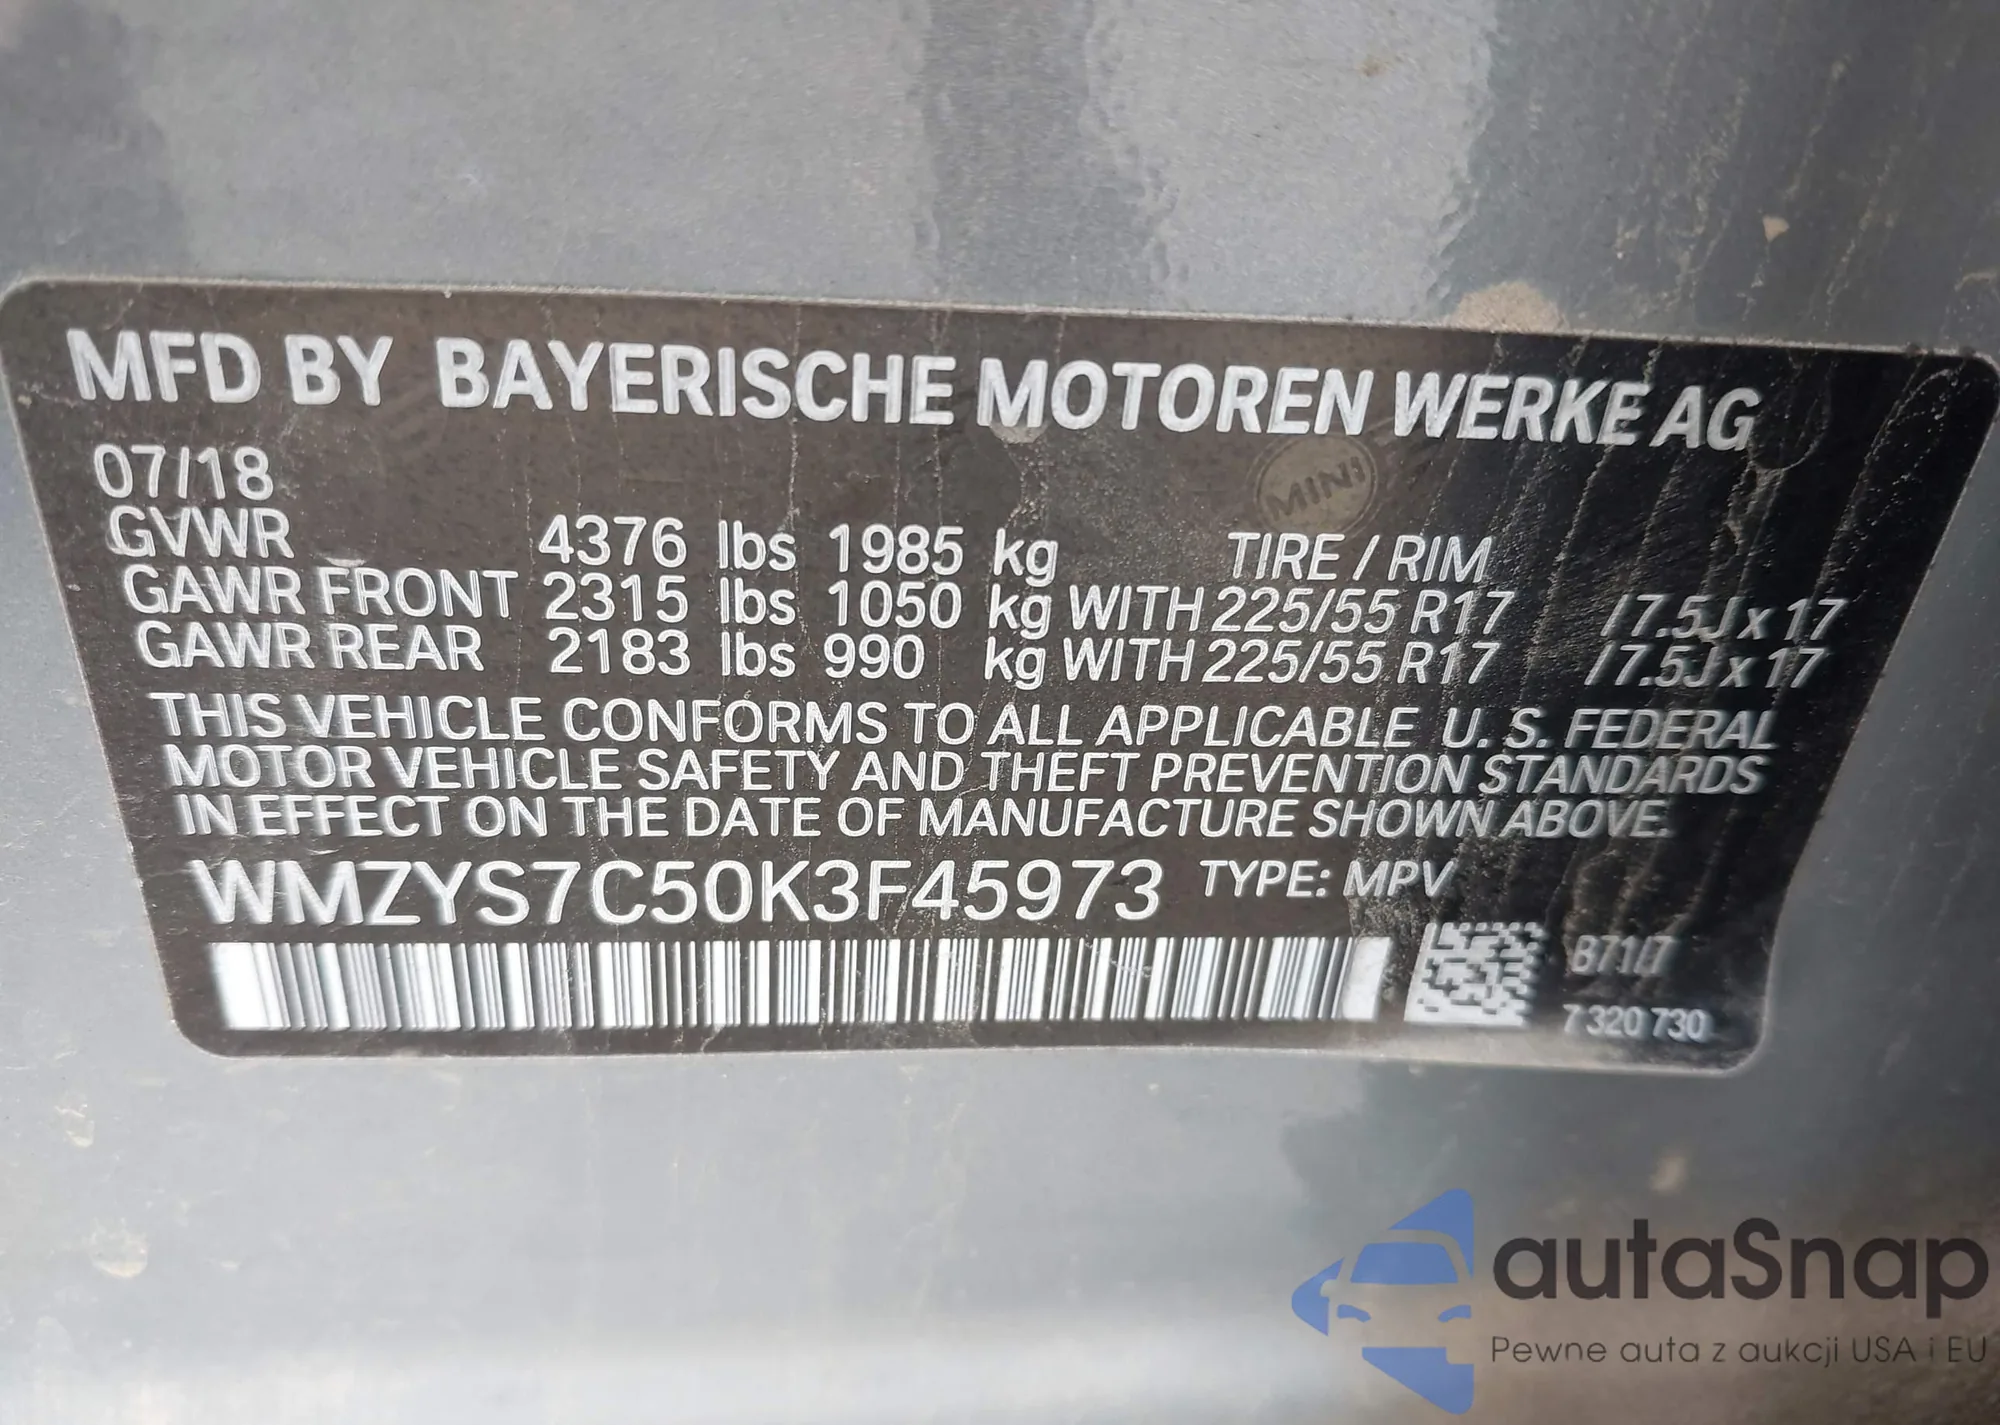 MFD BY BAYERISCHE MOTOREN WERKE AG
07/18
MINI
GVWR 4376 lbs 1985 kg TIRE / RIM
GAWR FRONT 2315 lbs 1050 kg WITH 225/55 R17 / 7.5J x 17
GAWR REAR 2183 lbs 990 kg WITH 225/55 R17 / 7.5J x 17
THIS VEHICLE CONFORMS TO ALL APPLICABLE U. S. FEDERAL
MOTOR VEHICLE SAFETY AND THEFT PREVENTION STANDARDS
IN EFFECT ON THE DATE OF MANUFACTURE SHOWN ABOVE.
WMZYS7C50K3F45973 TYPE: MPV
B71/7
7 320 730
autaSnap
Pewne auta z aukcji USA i EU